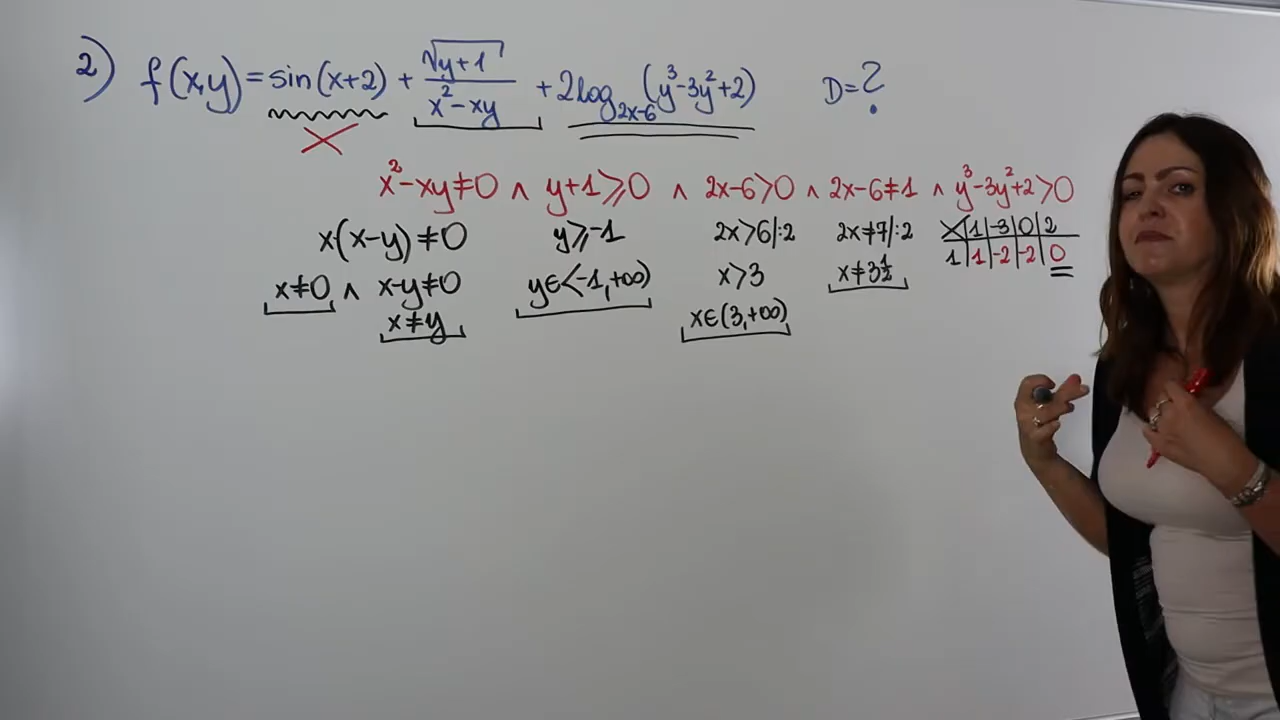 2) f(x,y)=sin(x+2)+√(y+1)/(x²-xy)+2log₂ₓ₋₆(y³-3y²+2) D=?
x²-xy≠0 ∧ y+1⩾0 ∧ 2x-6>0 ∧ 2x-6≠1 ∧ y³-3y²+2>0
x(x-y)≠0 y⩾-1 2x>6|:2 2x≠7|:2 X|1|-3|0|2
x≠0 ∧ x-y≠0 y∈<-1,+∞) x>3 x≠3½ 1|1|-2|-2|0
x≠y x∈(3,+∞)